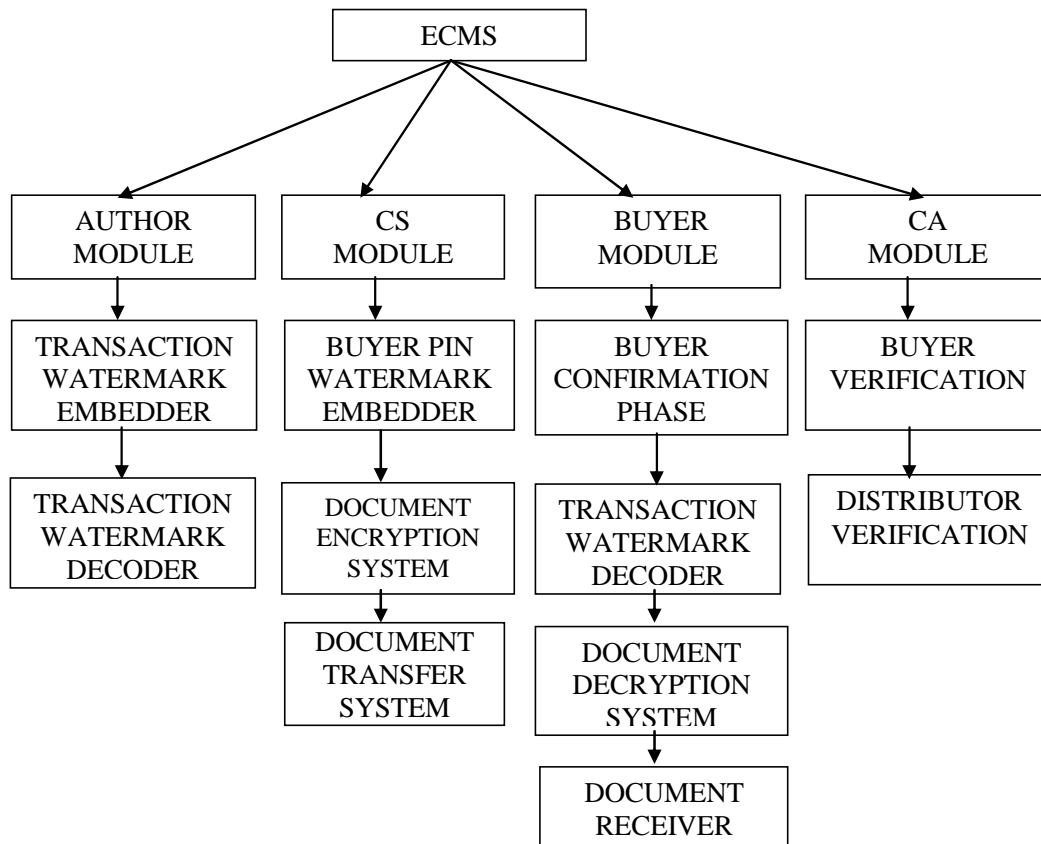 ECMS
AUTHOR
MODULE
CS
MODULE
BUYER
MODULE
CA
MODULE
TRANSACTION
WATERMARK
EMBEDDER
BUYER PIN
WATERMARK
EMBEDDER
BUYER
CONFIRMATION
PHASE
BUYER
VERIFICATION
TRANSACTION
WATERMARK
DECODER
DOCUMENT
ENCRYPTION
SYSTEM
TRANSACTION
WATERMARK
DECODER
DISTRIBUTOR
VERIFICATION
DOCUMENT
TRANSFER
SYSTEM
DOCUMENT
DECRYPTION
SYSTEM
DOCUMENT
RECEIVER